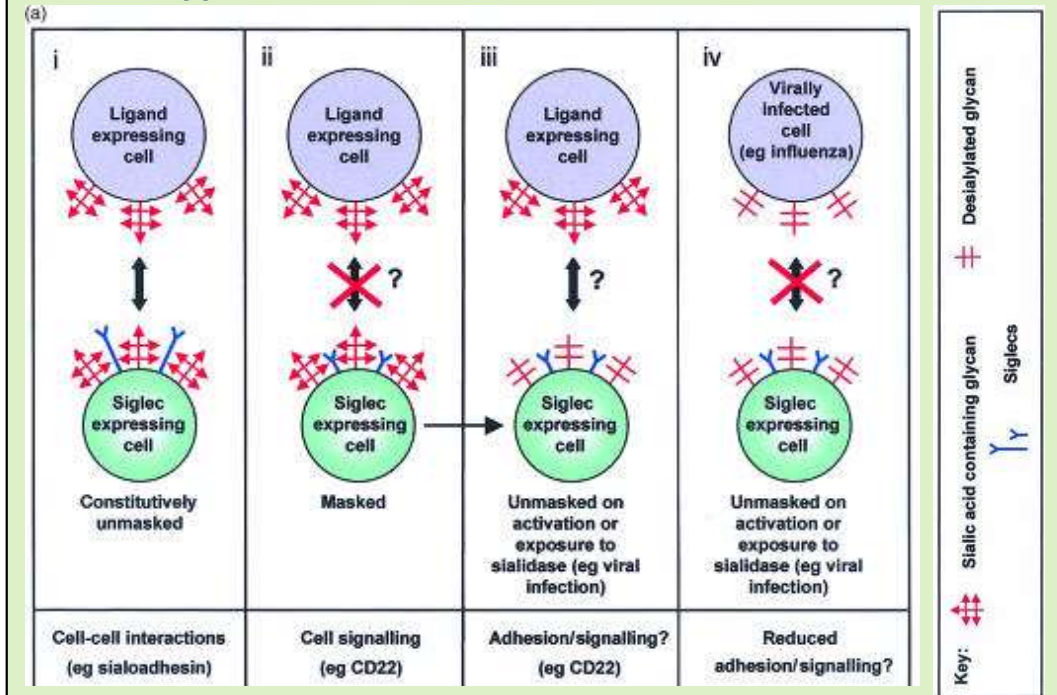 (a)
i
Ligand
expressing
cell
Siglec
expressing
cell
Constitutively
unmasked
Cell-cell interactions
(eg sialoadhesin)
ii
Ligand
expressing
cell
?
Siglec
expressing
cell
Masked
Cell signalling
(eg CD22)
iii
Ligand
expressing
cell
?
Siglec
expressing
cell
Unmasked on
activation or
exposure to
sialidase (eg viral
infection)
Adhesion/signalling?
(eg CD22)
iv
Virally
infected
cell
(eg influenza)
?
Siglec
expressing
cell
Unmasked on
activation or
exposure to
sialidase (eg viral
infection)
Reduced
adhesion/signalling?
Key:
Sialic acid containing glycan
Desialylated glycan
Siglecs